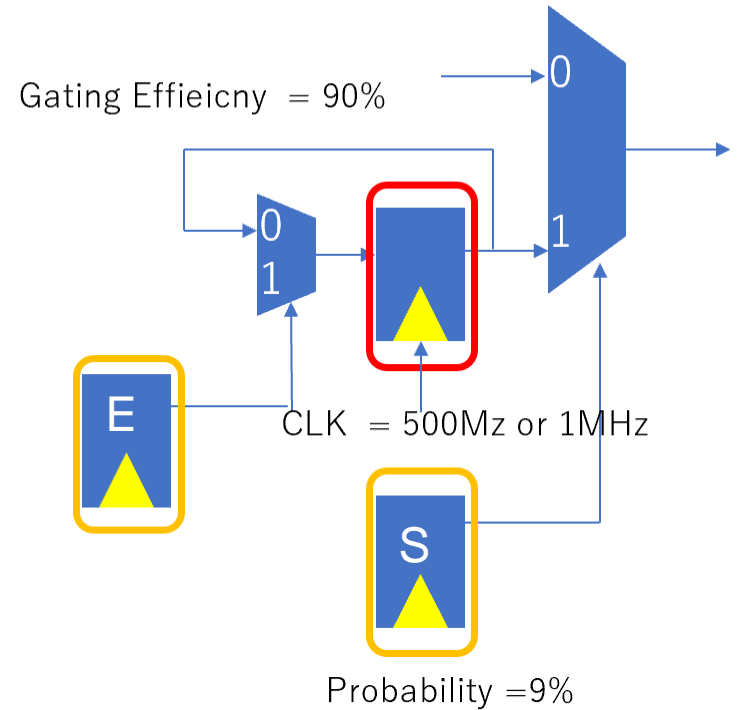 0
Gating Effieicny = 90%
0
1
1
E
CLK = 500Mz or 1MHz
S
Probability =9%